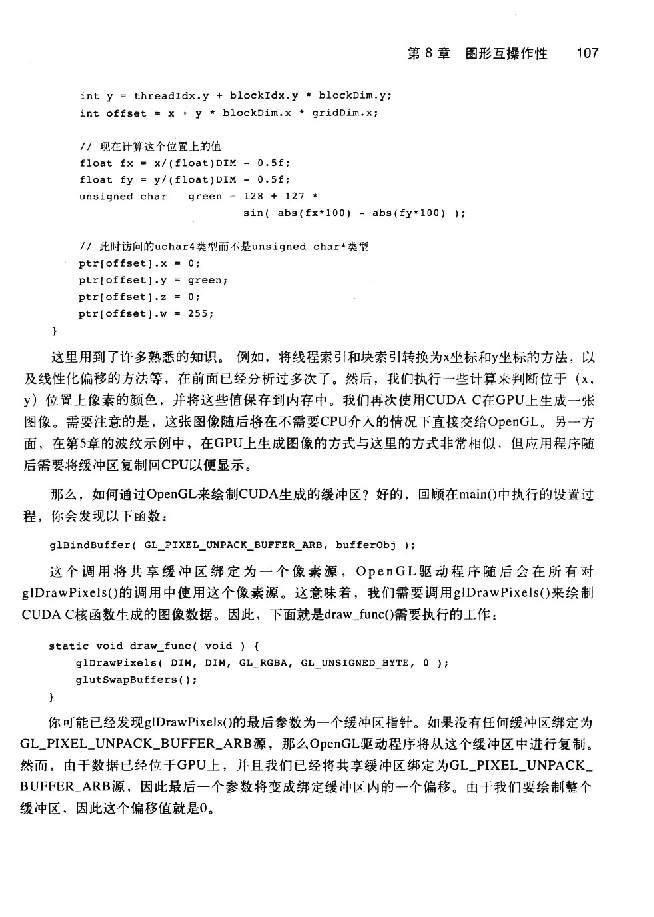 第 8 章 图形互操作性 107
int y = threadIdx.y + blockIdx.y * blockDim.y;
int offset = x + y * blockDim.x * gridDim.x;
// 现在计算这个位置上的值
float fx = x/(float)DIM - 0.5f;
float fy = y/(float)DIM - 0.5f;
unsigned char green = 128 + 127 *
sin( abs(fx*100) - abs(fy*100) );
// 此时访问的uchar4类型而不是unsigned char*类型
ptr[offset].x = 0;
ptr[offset].y = green;
ptr[offset].z = 0;
ptr[offset].w = 255;
}
这里用到了许多熟悉的知识。例如，将线程索引和块索引转换为x坐标和y坐标的方法，以
及线性化偏移的方法等，在前面已经分析过多次了。然后，我们执行一些计算来判断位于（x，
y）位置上像素的颜色，并将这些值保存到内存中。我们再次使用CUDA C在GPU上生成一张
图像。需要注意的是，这张图像随后将在不需要CPU介入的情况下直接交给OpenGL。另一方
面，在第5章的波纹示例中，在GPU上生成图像的方式与这里的方式非常相似，但应用程序随
后需要将缓冲区复制回CPU以便显示。
那么，如何通过OpenGL来绘制CUDA生成的缓冲区？好的，回顾在main()中执行的设置过
程，你会发现以下函数：
glBindBuffer( GL_PIXEL_UNPACK_BUFFER_ARB, bufferObj );
这个调用将共享缓冲区绑定为一个像素源，OpenGL驱动程序随后会在所有对
glDrawPixels()的调用中使用这个像素源。这意味着，我们需要调用glDrawPixels()来绘制
CUDA C核函数生成的图像数据。因此，下面就是draw_func()需要执行的工作：
static void draw_func( void ) {
glDrawPixels( DIM, DIM, GL_RGBA, GL_UNSIGNED_BYTE, 0 );
glutSwapBuffers();
}
你可能已经发现glDrawPixels()的最后参数为一个缓冲区指针。如果没有任何缓冲区绑定为
GL_PIXEL_UNPACK_BUFFER_ARB源，那么OpenGL驱动程序将从这个缓冲区中进行复制。
然而，由于数据已经位于GPU上，并且我们已经将共享缓冲区绑定为GL_PIXEL_UNPACK_
BUFFER_ARB源，因此最后一个参数将变成绑定缓冲区内的一个偏移。由于我们要绘制整个
缓冲区，因此这个偏移值就是0。